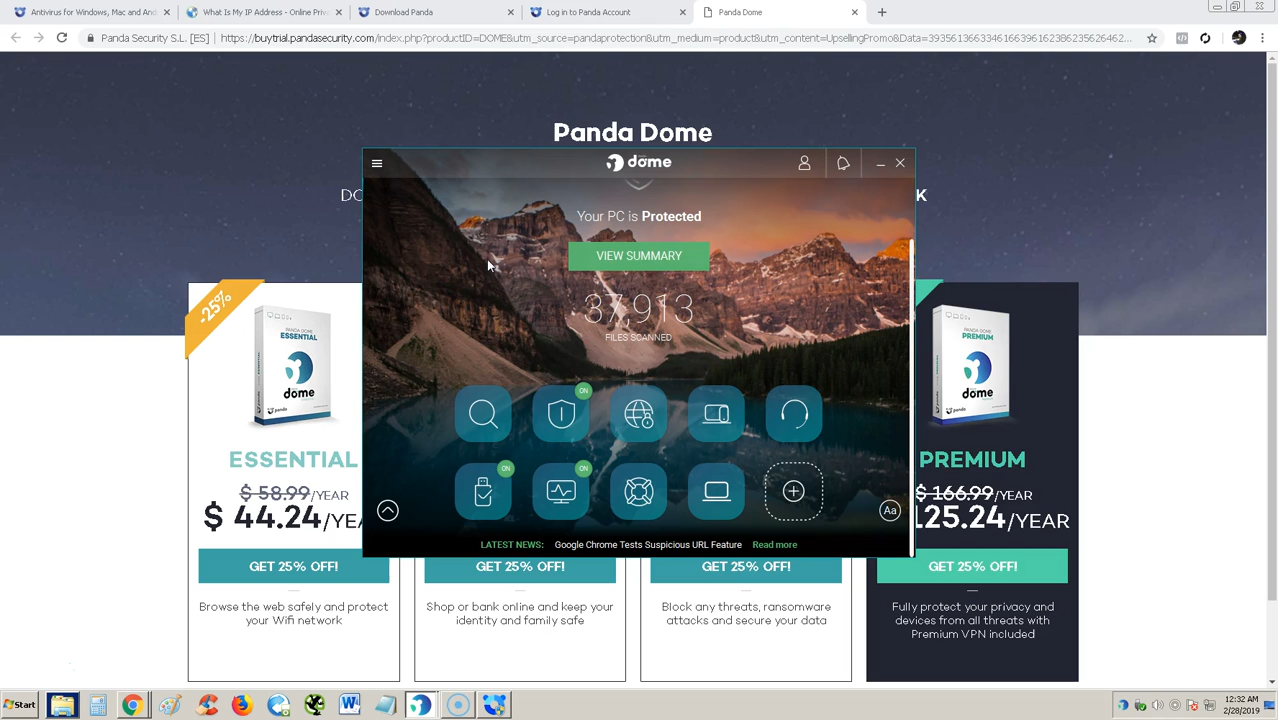 Antivirus for Windows, Mac and And
What Is My IP Address - Online Priv
Download Panda
Log in to Panda Account
Panda Dome
Panda Security S.L. [ES]
https://buytrial.pandasecurity.com/index.php?productID=DOME&utm_source=pandaprotection&utm_medium=product&utm_content=UpsellingPromo&Data=
Panda Dome
dome
DO
K
Your PC is Protected
VIEW SUMMARY
37,913
FILES SCANNED
ON
ON
ON
Aa
LATEST NEWS: Google Chrome Tests Suspicious URL Feature Read more
-25%
PANDA DOME
ESSENTIAL
dome
panda
ESSENTIAL
$ 58.99/YEAR
$ 44.24/YEA
GET 25% OFF!
Browse the web safely and protect
your Wifi network
GET 25% OFF!
Shop or bank online and keep your
identity and family safe
GET 25% OFF!
Block any threats, ransomware
attacks and secure your data
PANDA DOME
PREMIUM
dome
panda
PREMIUM
$ 166.99/YEAR
125.24/YEAR
GET 25% OFF!
Fully protect your privacy and
devices from all threats with
Premium VPN included
Start
12:32 AM
2/28/2019